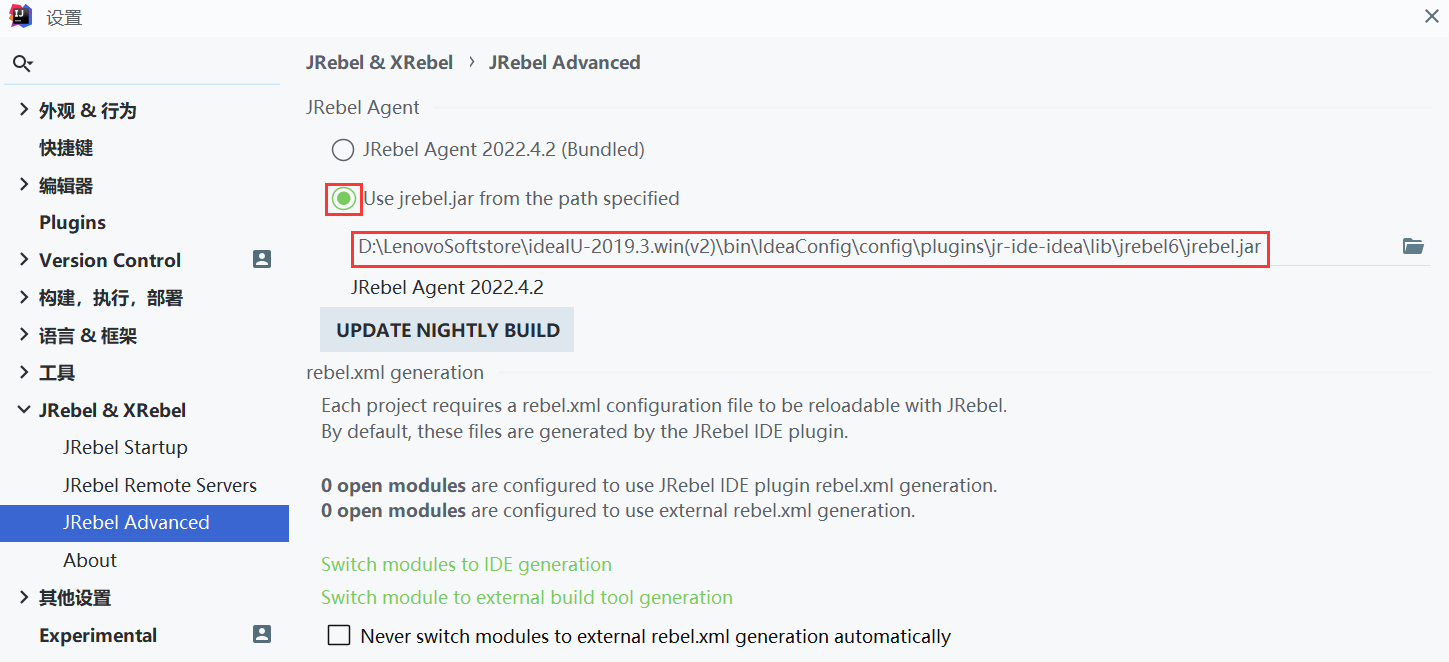 设置
外观 & 行为
快捷键
编辑器
Plugins
Version Control
构建，执行，部署
语言 & 框架
工具
JRebel & XRebel
JRebel Startup
JRebel Remote Servers
JRebel Advanced
About
其他设置
Experimental
JRebel & XRebel › JRebel Advanced
JRebel Agent
JRebel Agent 2022.4.2 (Bundled)
Use jrebel.jar from the path specified
D:\LenovoSoftstore\ideaIU-2019.3.win(v2)\bin\IdeaConfig\config\plugins\jr-ide-idea\lib\jrebel6\jrebel.jar
JRebel Agent 2022.4.2
UPDATE NIGHTLY BUILD
rebel.xml generation
Each project requires a rebel.xml configuration file to be reloadable with JRebel.
By default, these files are generated by the JRebel IDE plugin.
0 open modules are configured to use JRebel IDE plugin rebel.xml generation.
0 open modules are configured to use external rebel.xml generation.
Switch modules to IDE generation
Switch module to external build tool generation
Never switch modules to external rebel.xml generation automatically